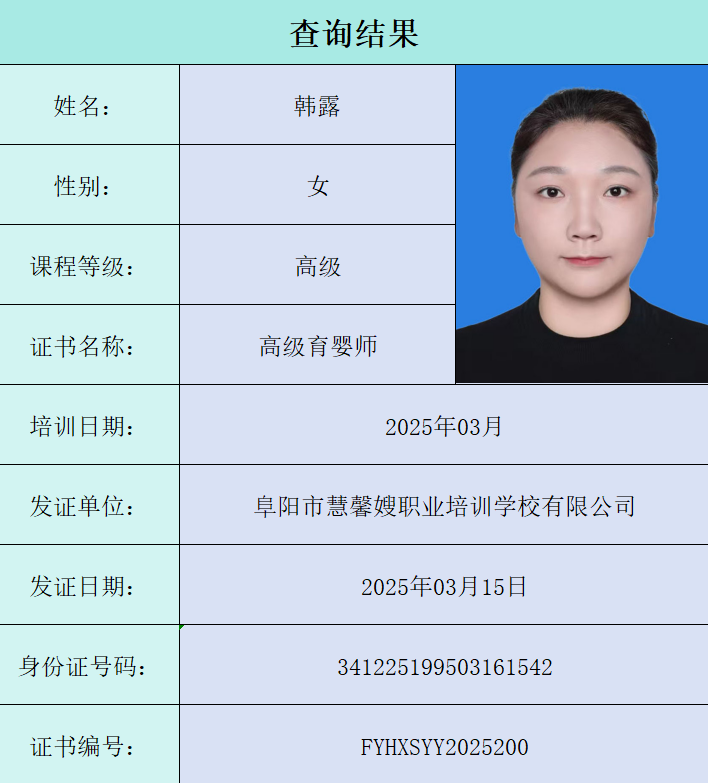 查询结果
姓名： 韩露
性别： 女
课程等级： 高级
证书名称： 高级育婴师
培训日期： 2025年03月
发证单位： 阜阳市慧馨嫂职业培训学校有限公司
发证日期： 2025年03月15日
身份证号码： 341225199503161542
证书编号： FYHXSYY2025200